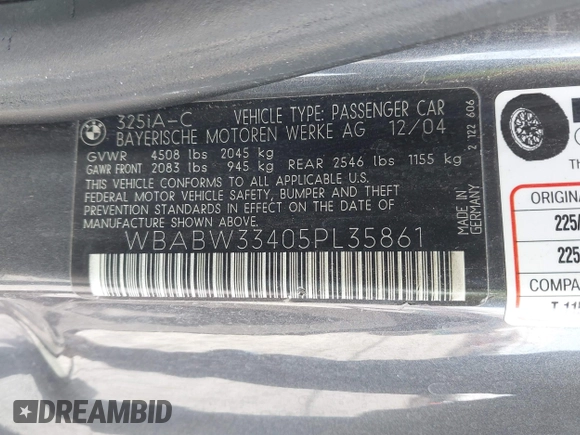 BMW
325iA-C VEHICLE TYPE: PASSENGER CAR
BAYERISCHE MOTOREN WERKE AG 12/04
GVWR 4508 lbs 2045 kg
GAWR FRONT 2083 lbs 945 kg REAR 2546 lbs 1155 kg
THIS VEHICLE CONFORMS TO ALL APPLICABLE U.S.
FEDERAL MOTOR VEHICLE SAFETY, BUMPER AND THEFT
PREVENTION STANDARDS IN EFFECT ON THE DATE OF
MANUFACTURE SHOWN ABOVE.
WBABW33405PL35861
MADE IN
GERMANY
2 122 606
ORIGINAL
225/
225
COMPA
DREAMBID